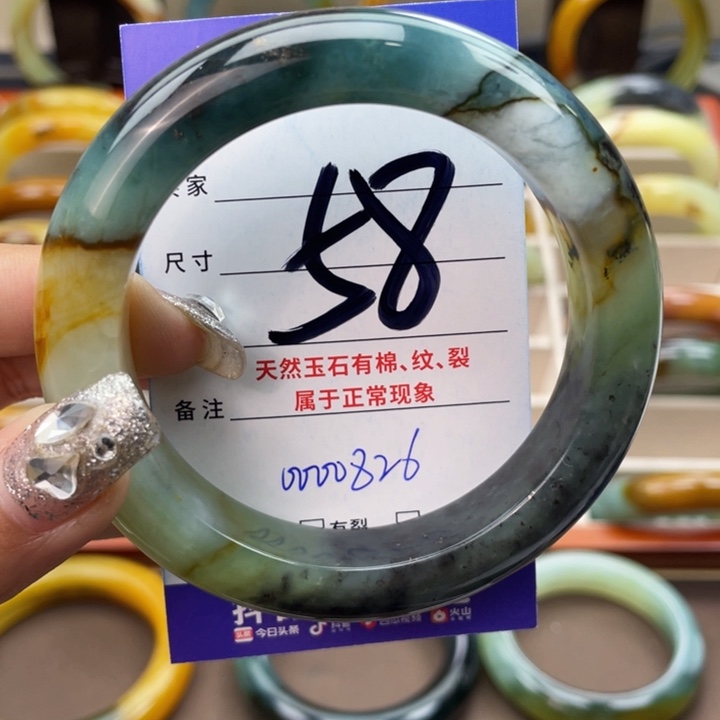 家
58
尺寸
天然玉石有棉、纹、裂
属于正常现象
备注
0000826
有裂
今日头条 火山